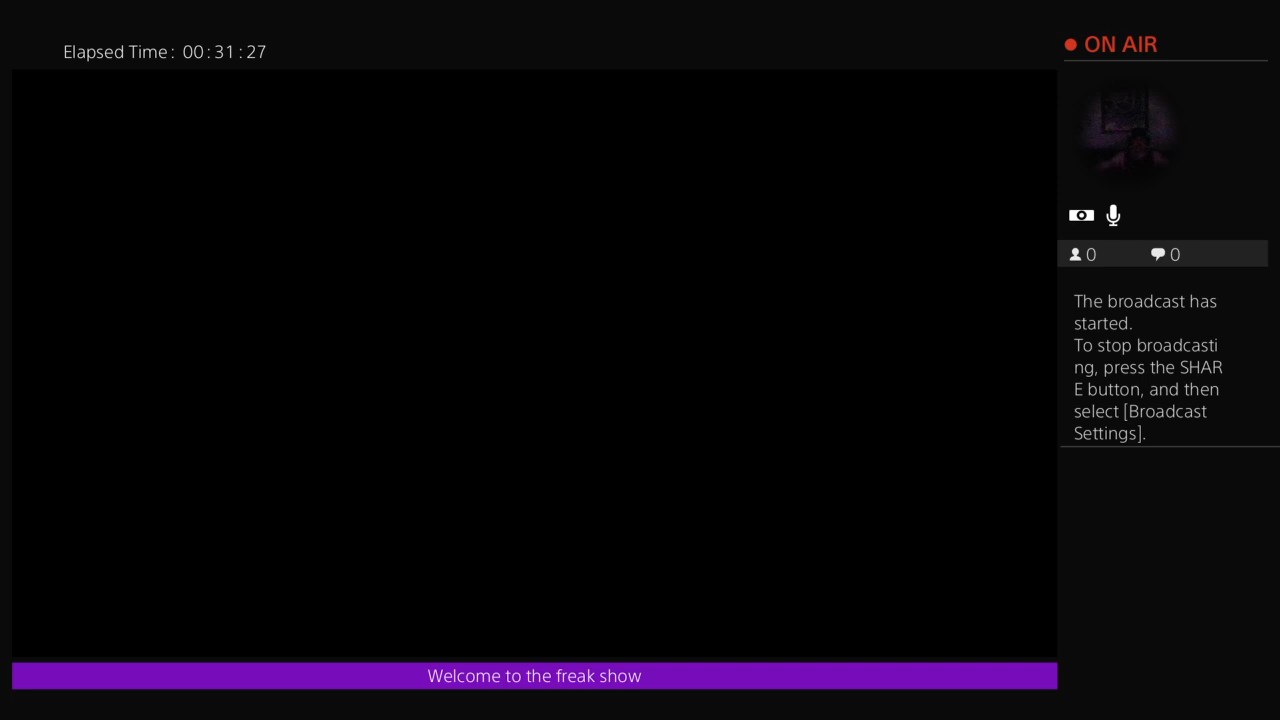 Elapsed Time: 00:31:27
ON AIR
0 0
The broadcast has
started.
To stop broadcasti
ng, press the SHAR
E button, and then
select [Broadcast
Settings].
Welcome to the freak show